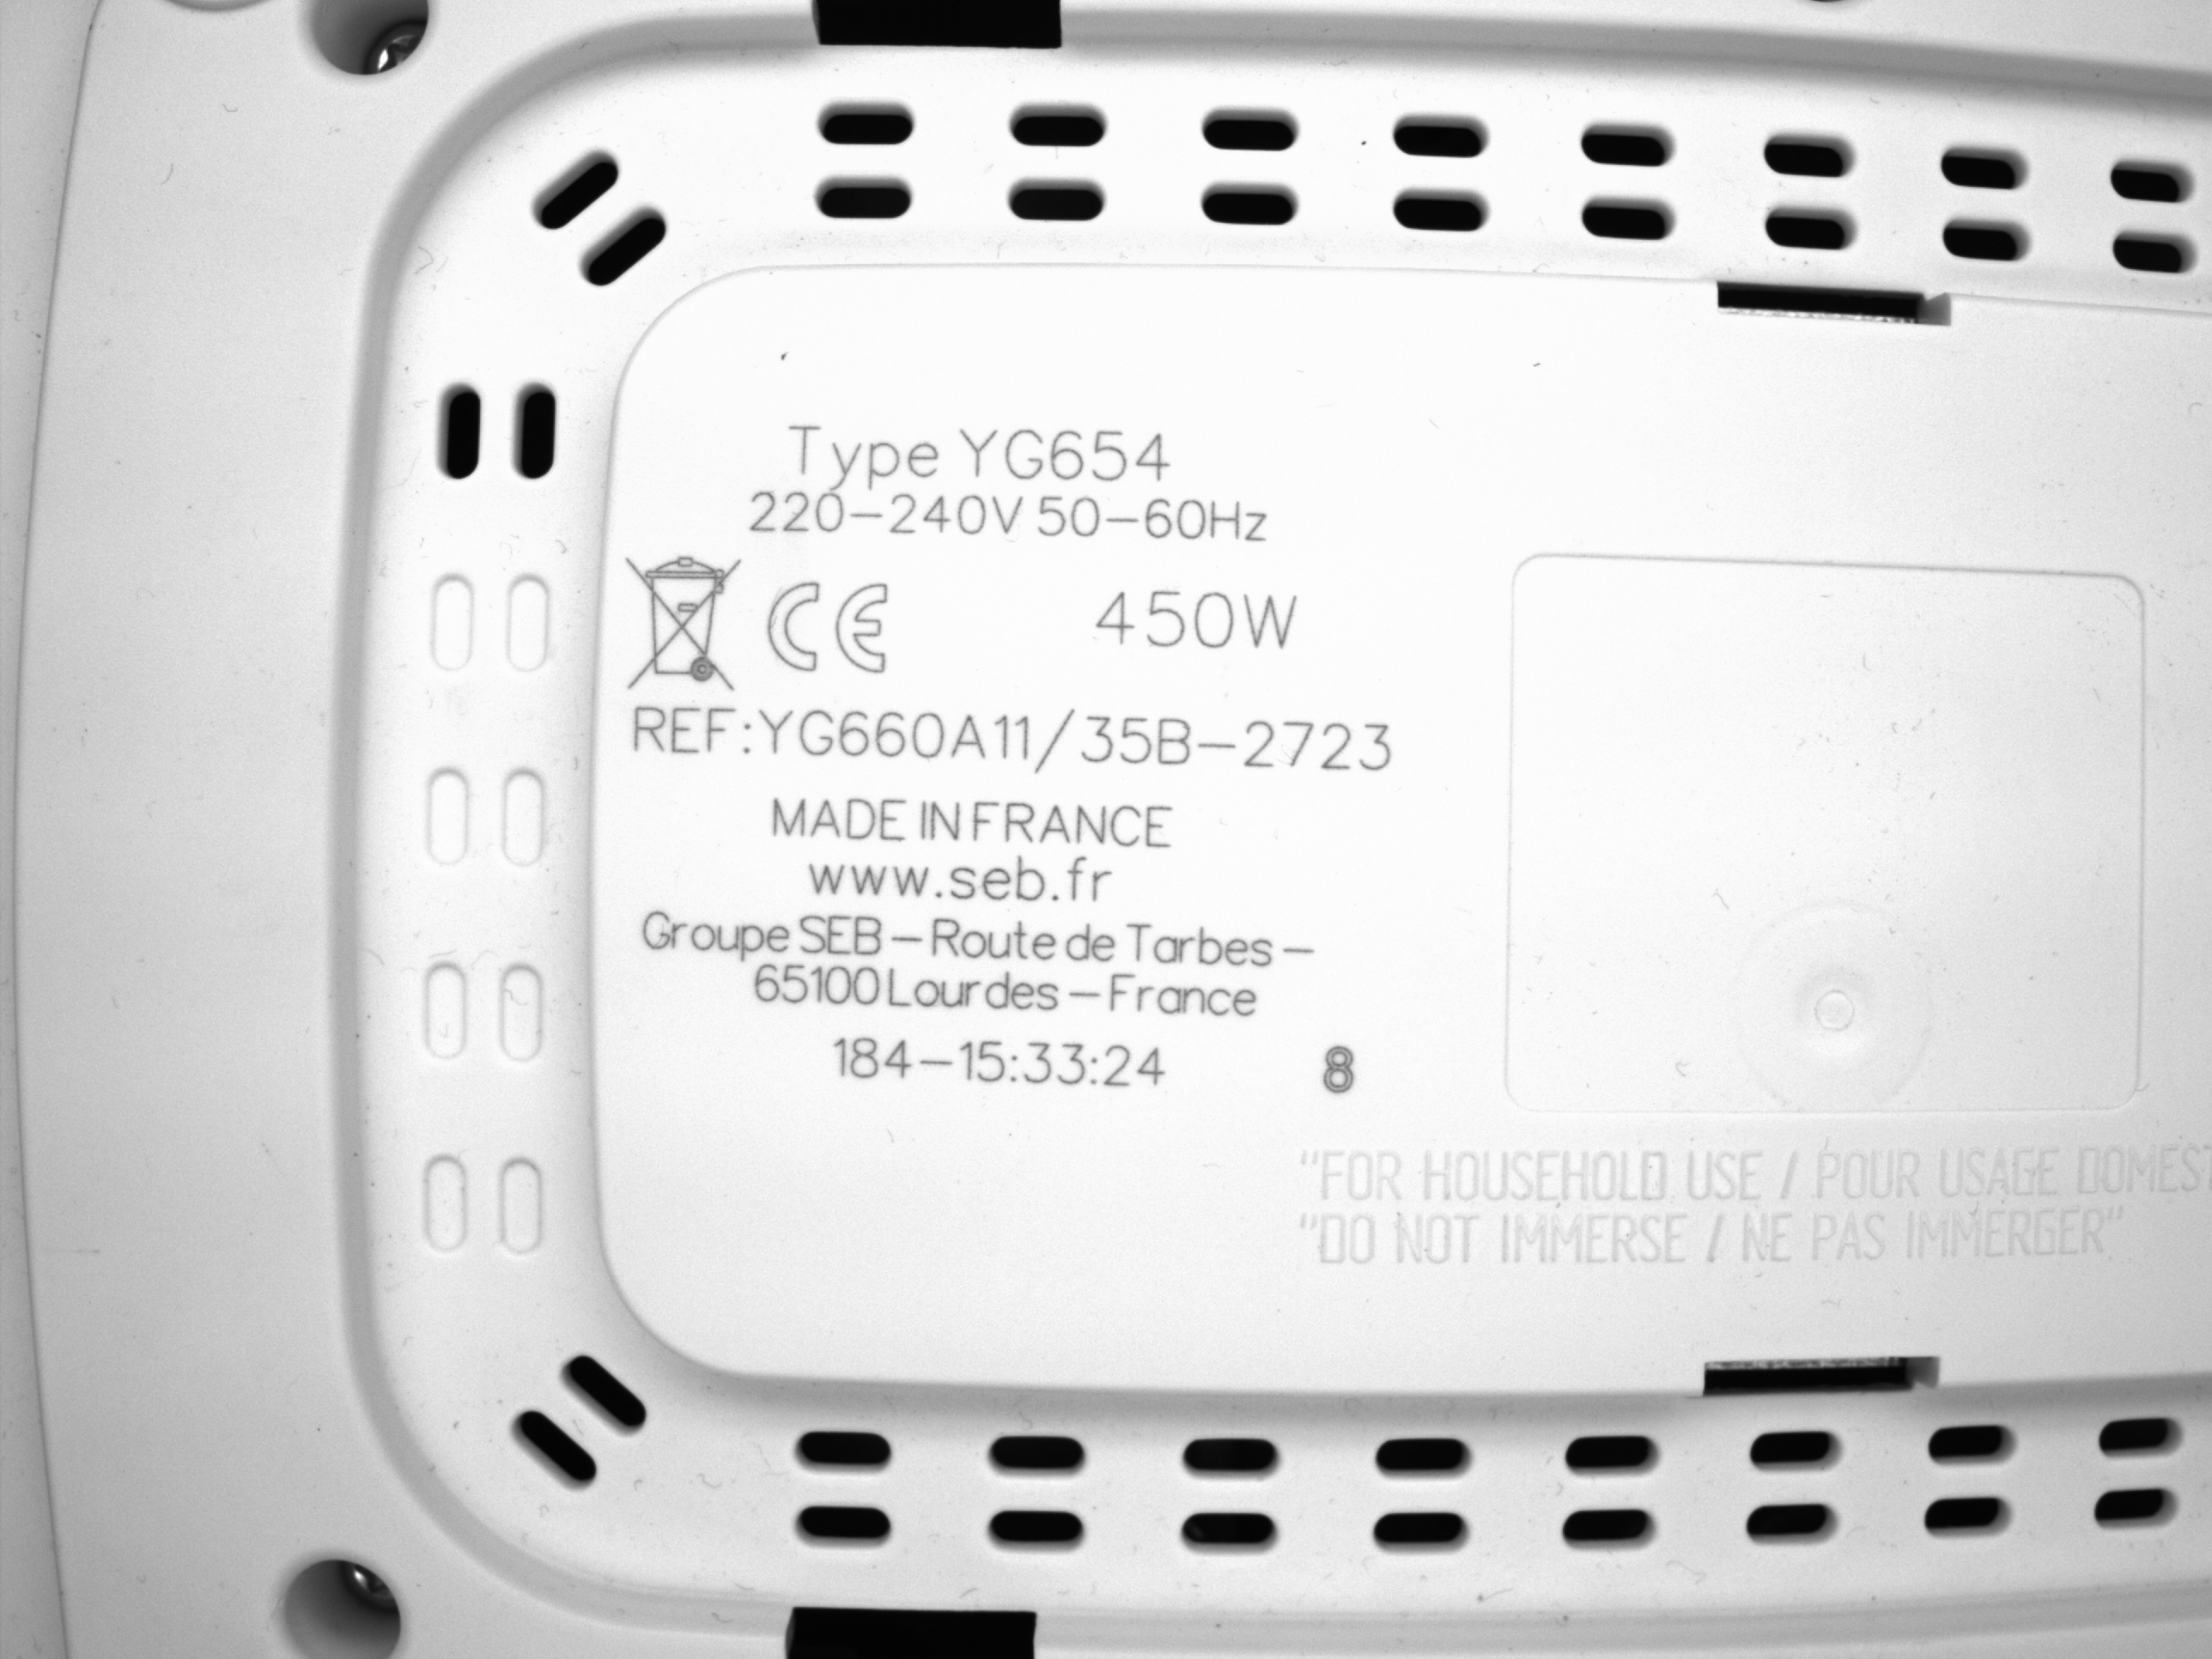 Type YG654
220-240V 50-60Hz
CE 450W
REF:YG660A11/35B-2723
MADE IN FRANCE
www.seb.fr
Groupe SEB - Route de Tarbes -
65100 Lourdes - France
184-15:33:24 8
"FOR HOUSEHOLD USE / POUR USAGE
"DO NOT IMMERSE / NE PAS IMMERGER"